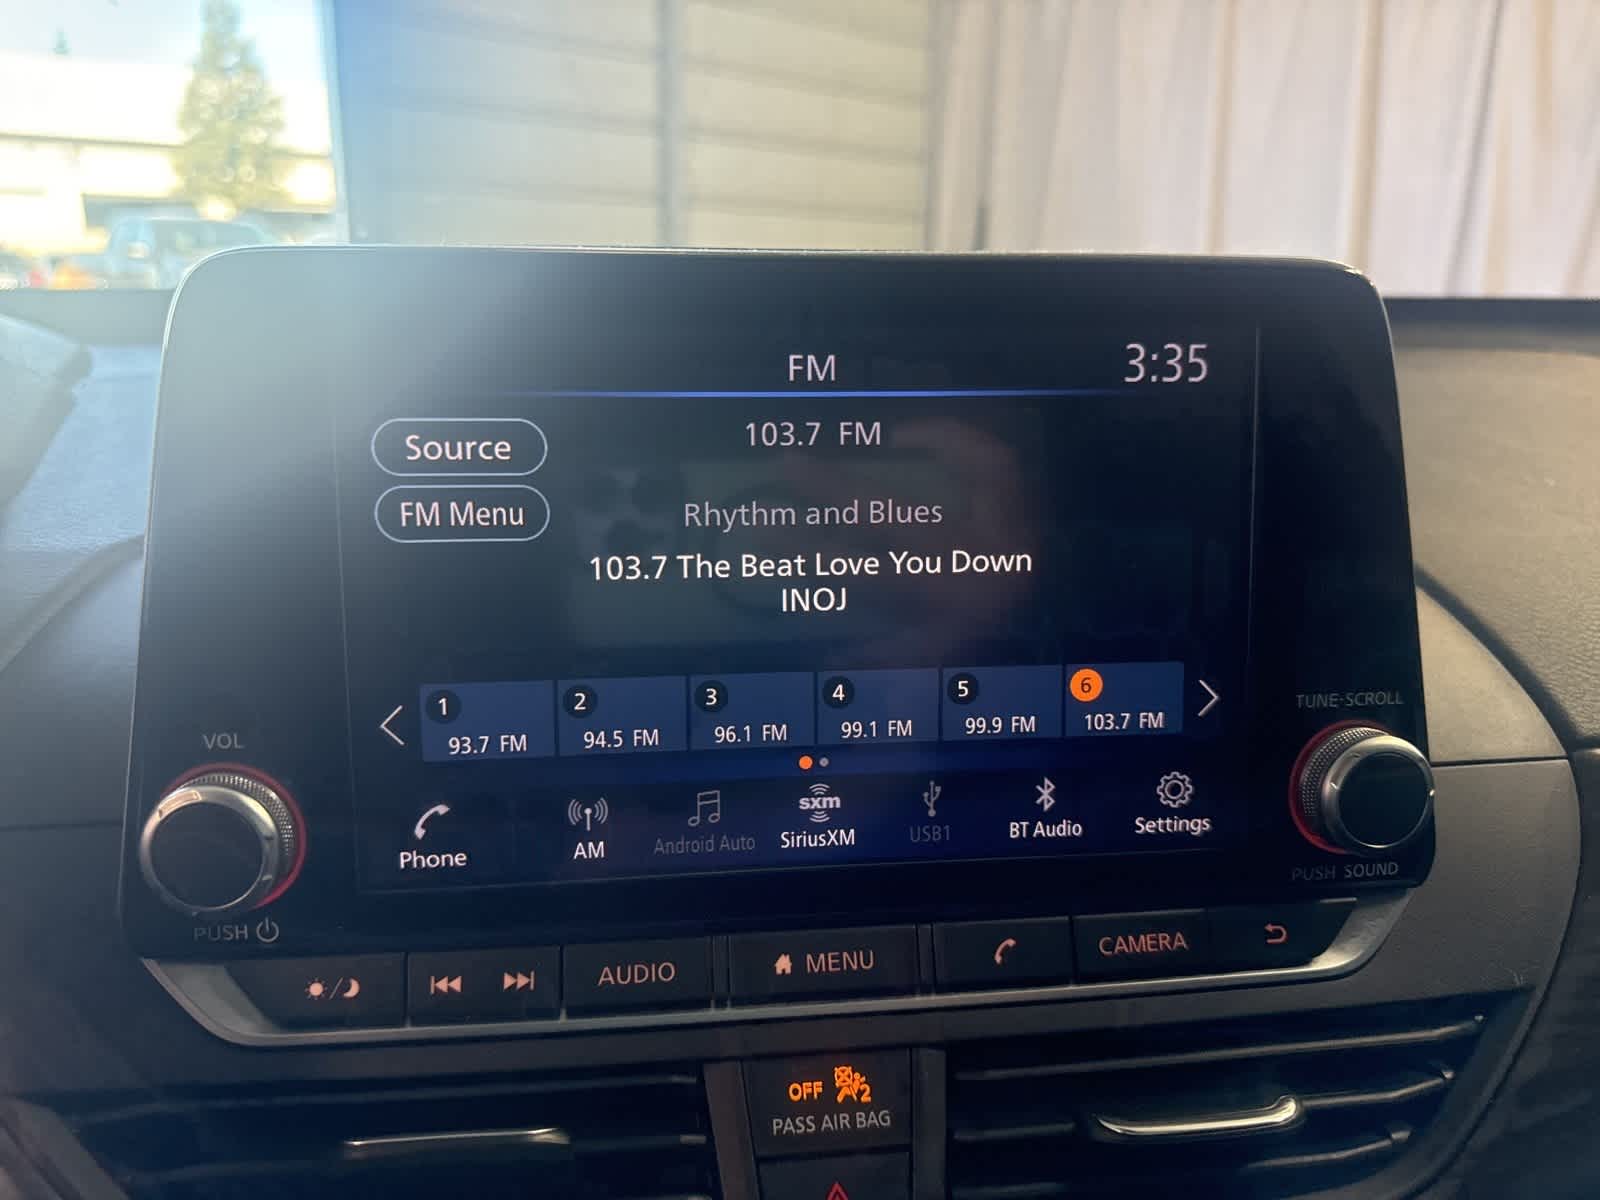 FM
3:35
Source
103.7 FM
FM Menu
Rhythm and Blues
103.7 The Beat Love You Down
INOJ
1
93.7 FM
2
94.5 FM
3
96.1 FM
4
99.1 FM
5
99.9 FM
6
103.7 FM
VOL
TUNE·SCROLL
Phone
AM
Android Auto
sxm
SiriusXM
USB1
BT Audio
Settings
PUSH
PUSH SOUND
AUDIO
MENU
CAMERA
OFF 2
PASS AIR BAG